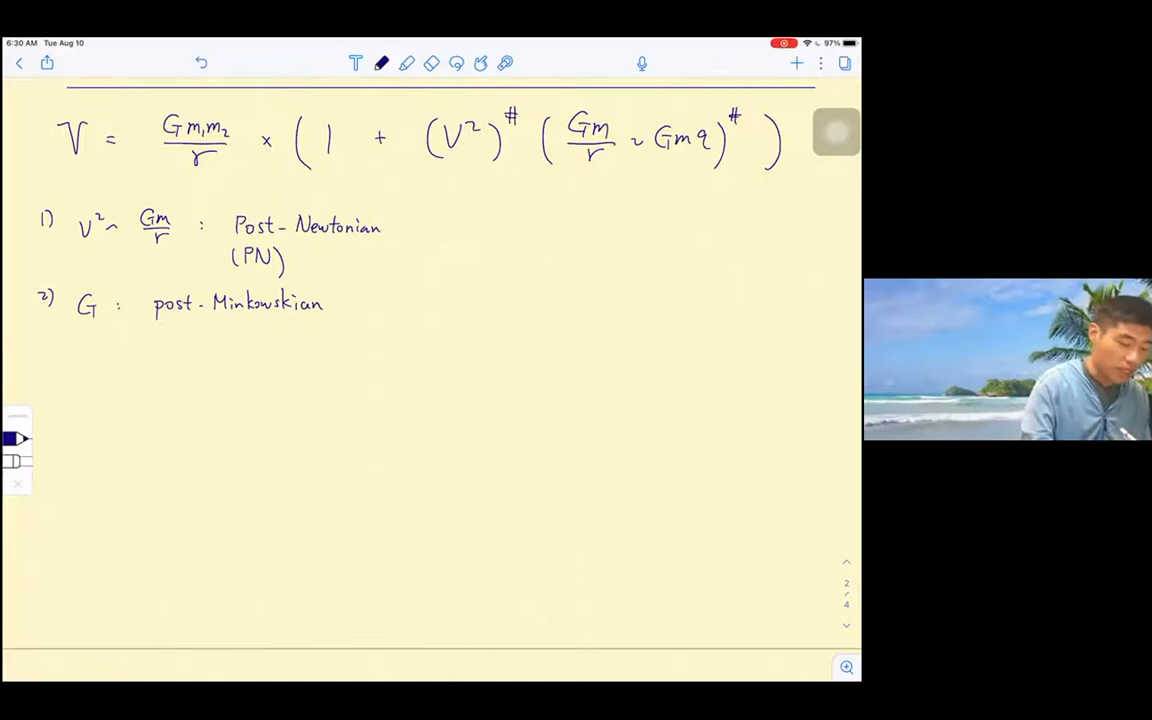 6:30 AM Tue Aug 10 97%
V = Gm₁m₂/r × ( 1 + (V²)^# ( Gm/r ~ Gmq )^# )
1) V² ~ Gm/r : Post-Newtonian
(PN)
2) G : post-Minkowskian
2
/
4